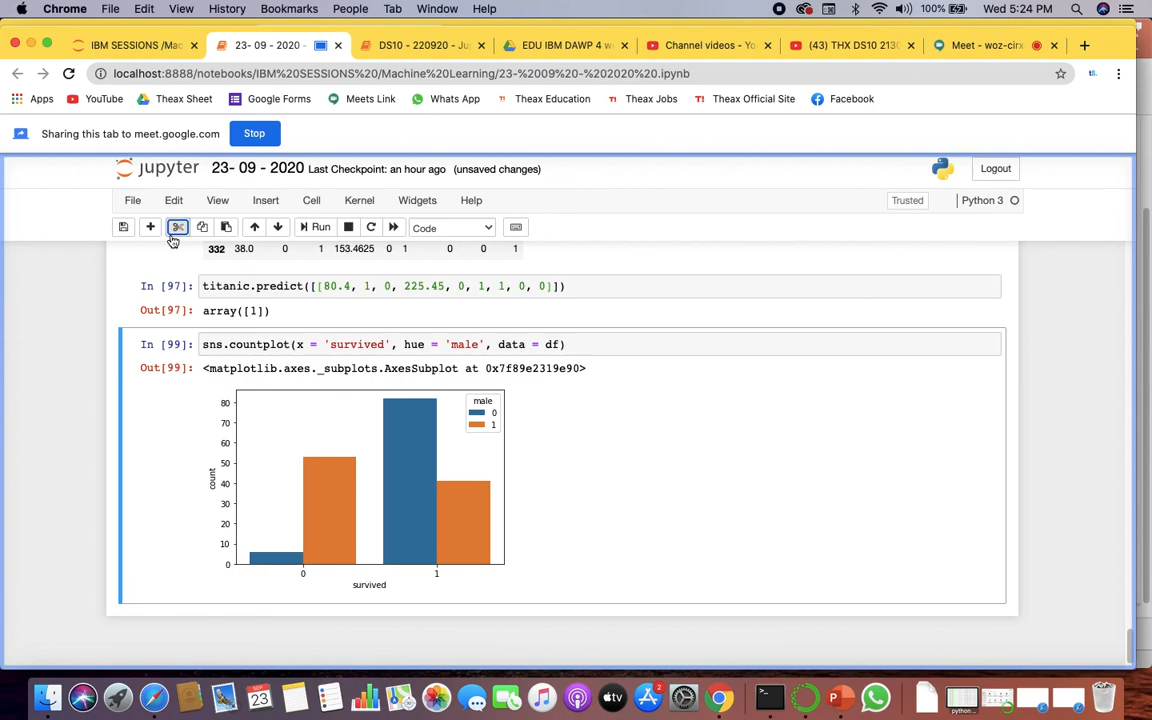 Chrome File Edit View History Bookmarks People Tab Window Help 100% Wed 5:24 PM
IBM SESSIONS /Mac 23- 09 - 2020 - DS10 - 220920 - Ju EDU IBM DAWP 4 w Channel videos - Yo (43) THX DS10 2130 Meet - woz-cirx
localhost:8888/notebooks/IBM%20SESSIONS%20/Machine%20Learning/23-%2009%20-%202020%20.ipynb
Apps YouTube Theax Sheet Google Forms Meets Link Whats App Theax Education Theax Jobs Theax Official Site Facebook
Sharing this tab to meet.google.com Stop
jupyter 23- 09 - 2020 Last Checkpoint: an hour ago (unsaved changes) Logout
File Edit View Insert Cell Kernel Widgets Help Trusted Python 3
Run Code
332 38.0 0 1 153.4625 0 1 0 0 1
In [97]: titanic.predict([[80.4, 1, 0, 225.45, 0, 1, 1, 0, 0]])
Out[97]: array([1])
In [99]: sns.countplot(x = 'survived', hue = 'male', data = df)
Out[99]: <matplotlib.axes._subplots.AxesSubplot at 0x7f89e2319e90>
male
0
1
80
70
60
50
40
30
20
10
0
count
0 1
survived
SEP
23
2
python...